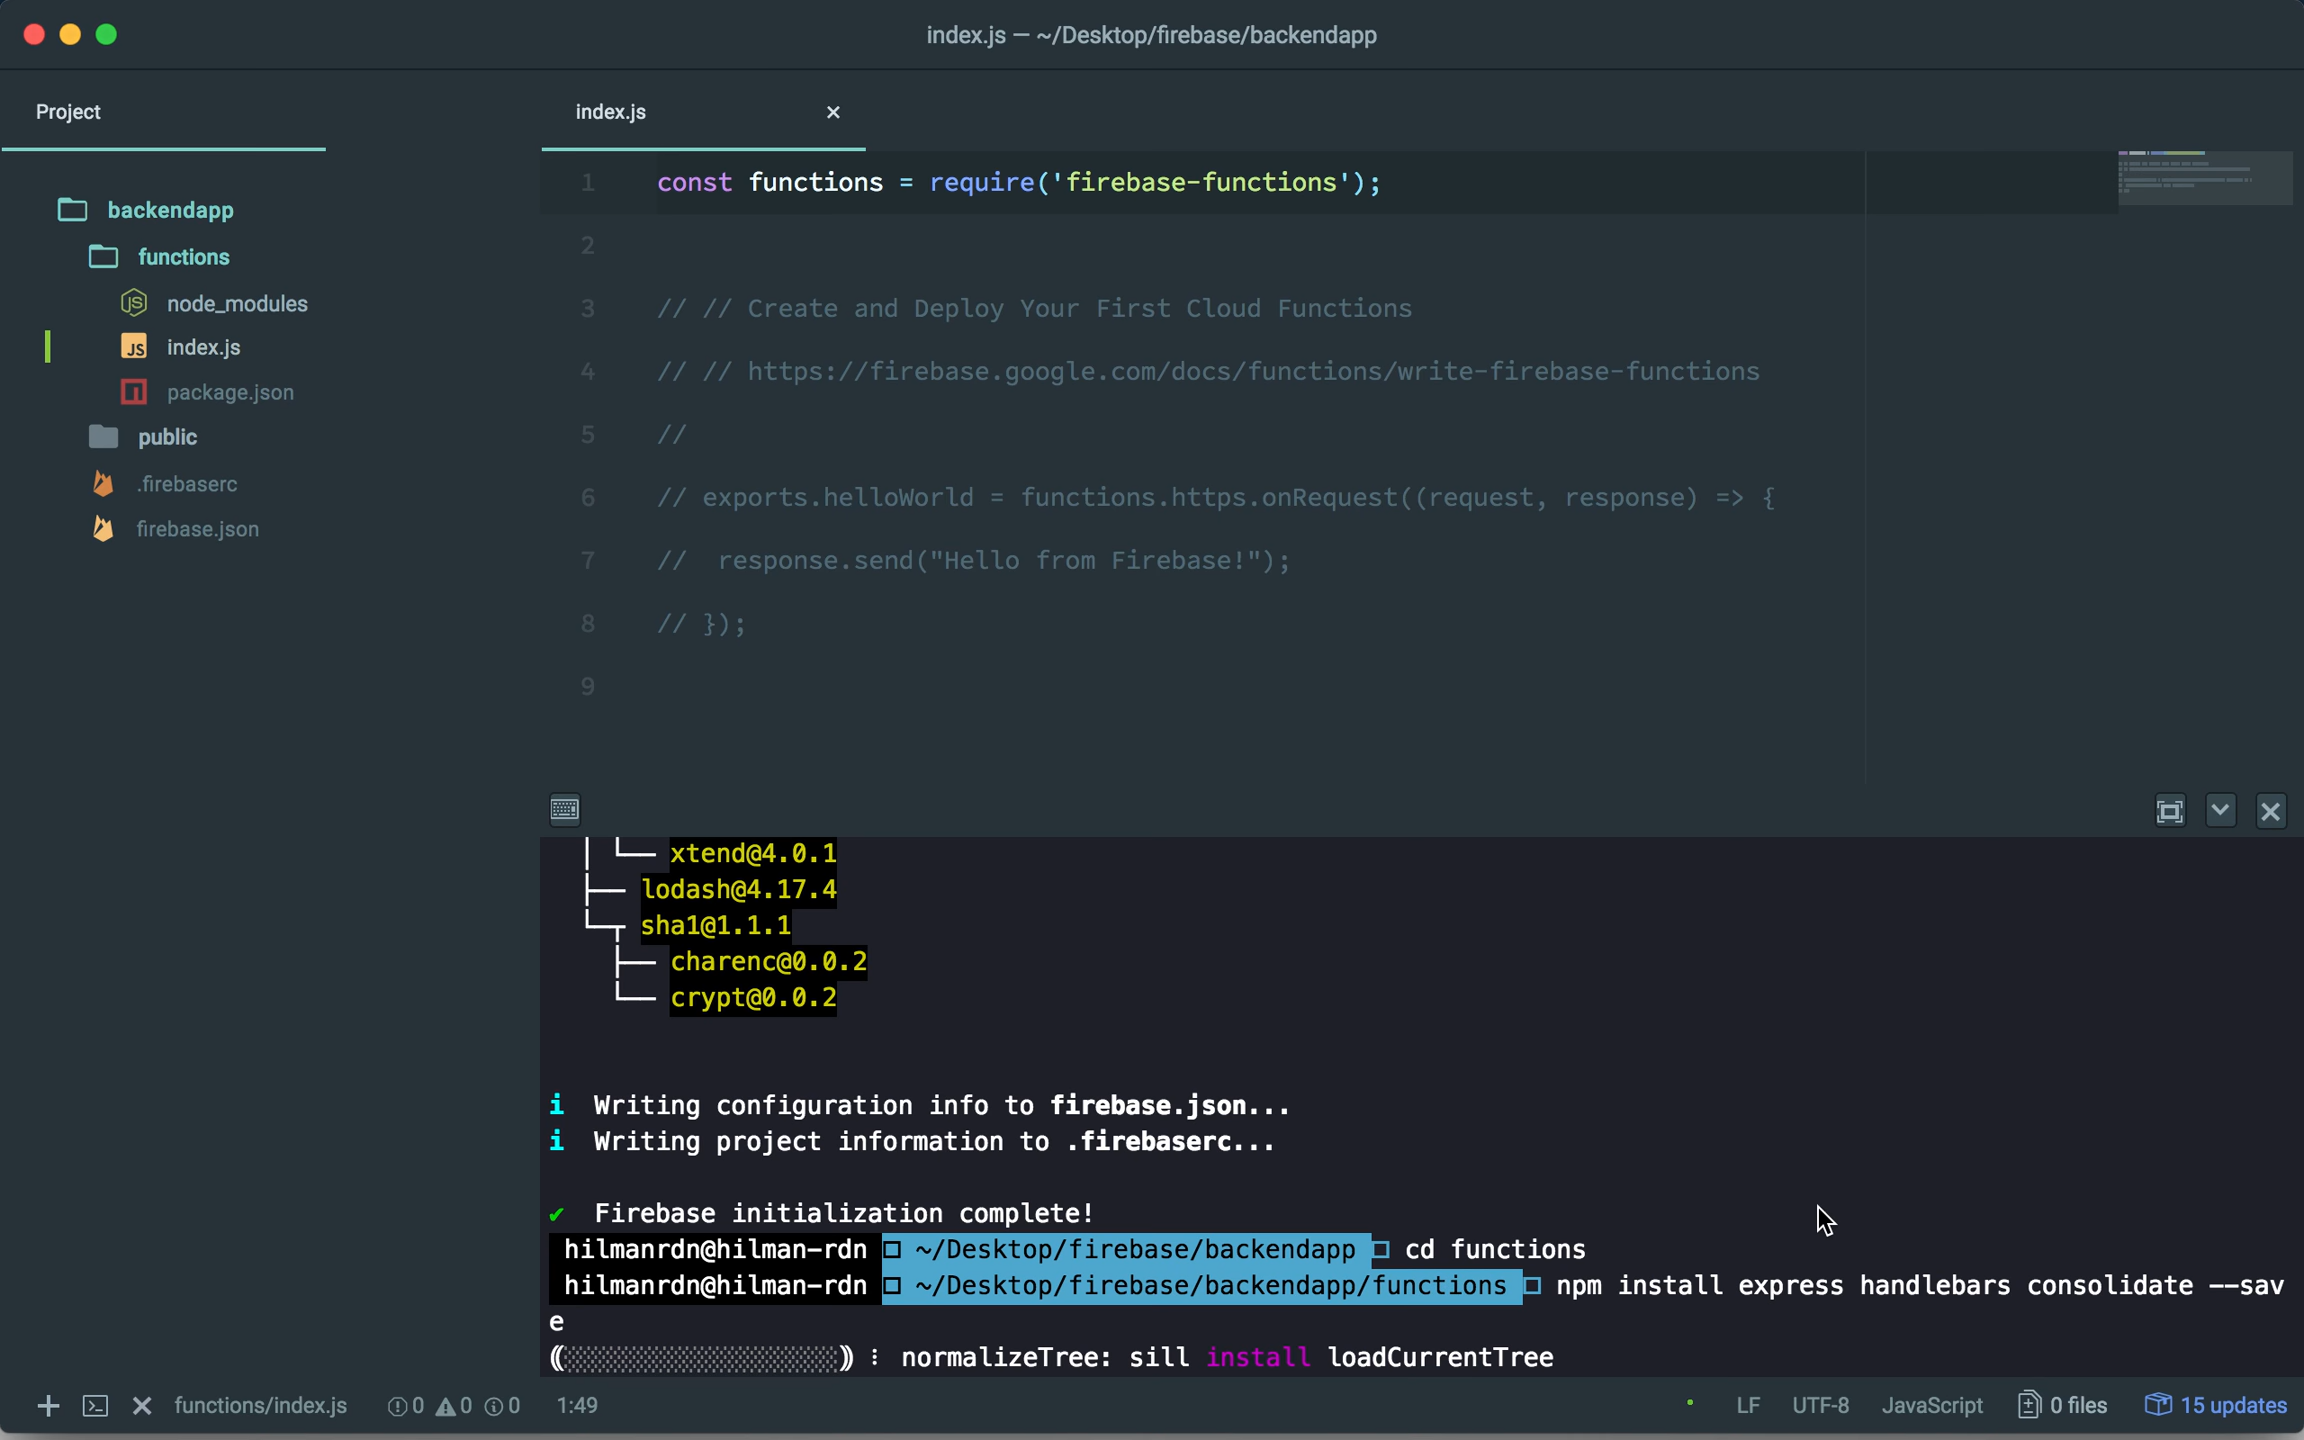 index.js — ~/Desktop/firebase/backendapp
Project
index.js
backendapp
functions
node_modules
index.js
package.json
public
.firebaserc
firebase.json
1 const functions = require('firebase-functions');
2
3 // // Create and Deploy Your First Cloud Functions
4 // // https://firebase.google.com/docs/functions/write-firebase-functions
5 //
6 // exports.helloWorld = functions.https.onRequest((request, response) => {
7 //  response.send("Hello from Firebase!");
8 // });
9
│ └── xtend@4.0.1
├── lodash@4.17.4
└─┬ sha1@1.1.1
├── charenc@0.0.2
└── crypt@0.0.2
i  Writing configuration info to firebase.json...
i  Writing project information to .firebaserc...
✔  Firebase initialization complete!
hilmanrdn@hilman-rdn ~/Desktop/firebase/backendapp cd functions
hilmanrdn@hilman-rdn ~/Desktop/firebase/backendapp/functions npm install express handlebars consolidate --sav
e
⸨░░░░░░░░░░░░░░░░░░⸩ ⠸ normalizeTree: sill install loadCurrentTree
functions/index.js 0 0 0 1:49 LF UTF-8 JavaScript 0 files 15 updates